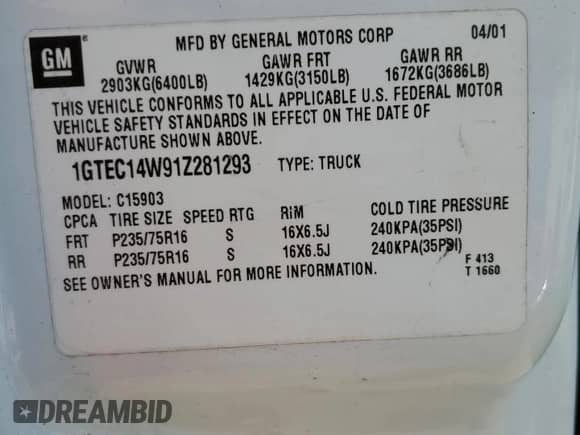 GM ®
MFD BY GENERAL MOTORS CORP 04/01
GVWR GAWR FRT GAWR RR
2903KG(6400LB) 1429KG(3150LB) 1672KG(3686LB)
THIS VEHICLE CONFORMS TO ALL APPLICABLE U.S. FEDERAL MOTOR
VEHICLE SAFETY STANDARDS IN EFFECT ON THE DATE OF
MANUFACTURE SHOWN ABOVE.
1GTEC14W91Z281293 TYPE: TRUCK
MODEL: C15903
CPCA TIRE SIZE SPEED RTG RIM COLD TIRE PRESSURE
FRT P235/75R16 S 16X6.5J 240KPA(35PSI)
RR P235/75R16 S 16X6.5J 240KPA(35PSI)
SEE OWNER'S MANUAL FOR MORE INFORMATION.
F 413
T 1660
DREAMBID